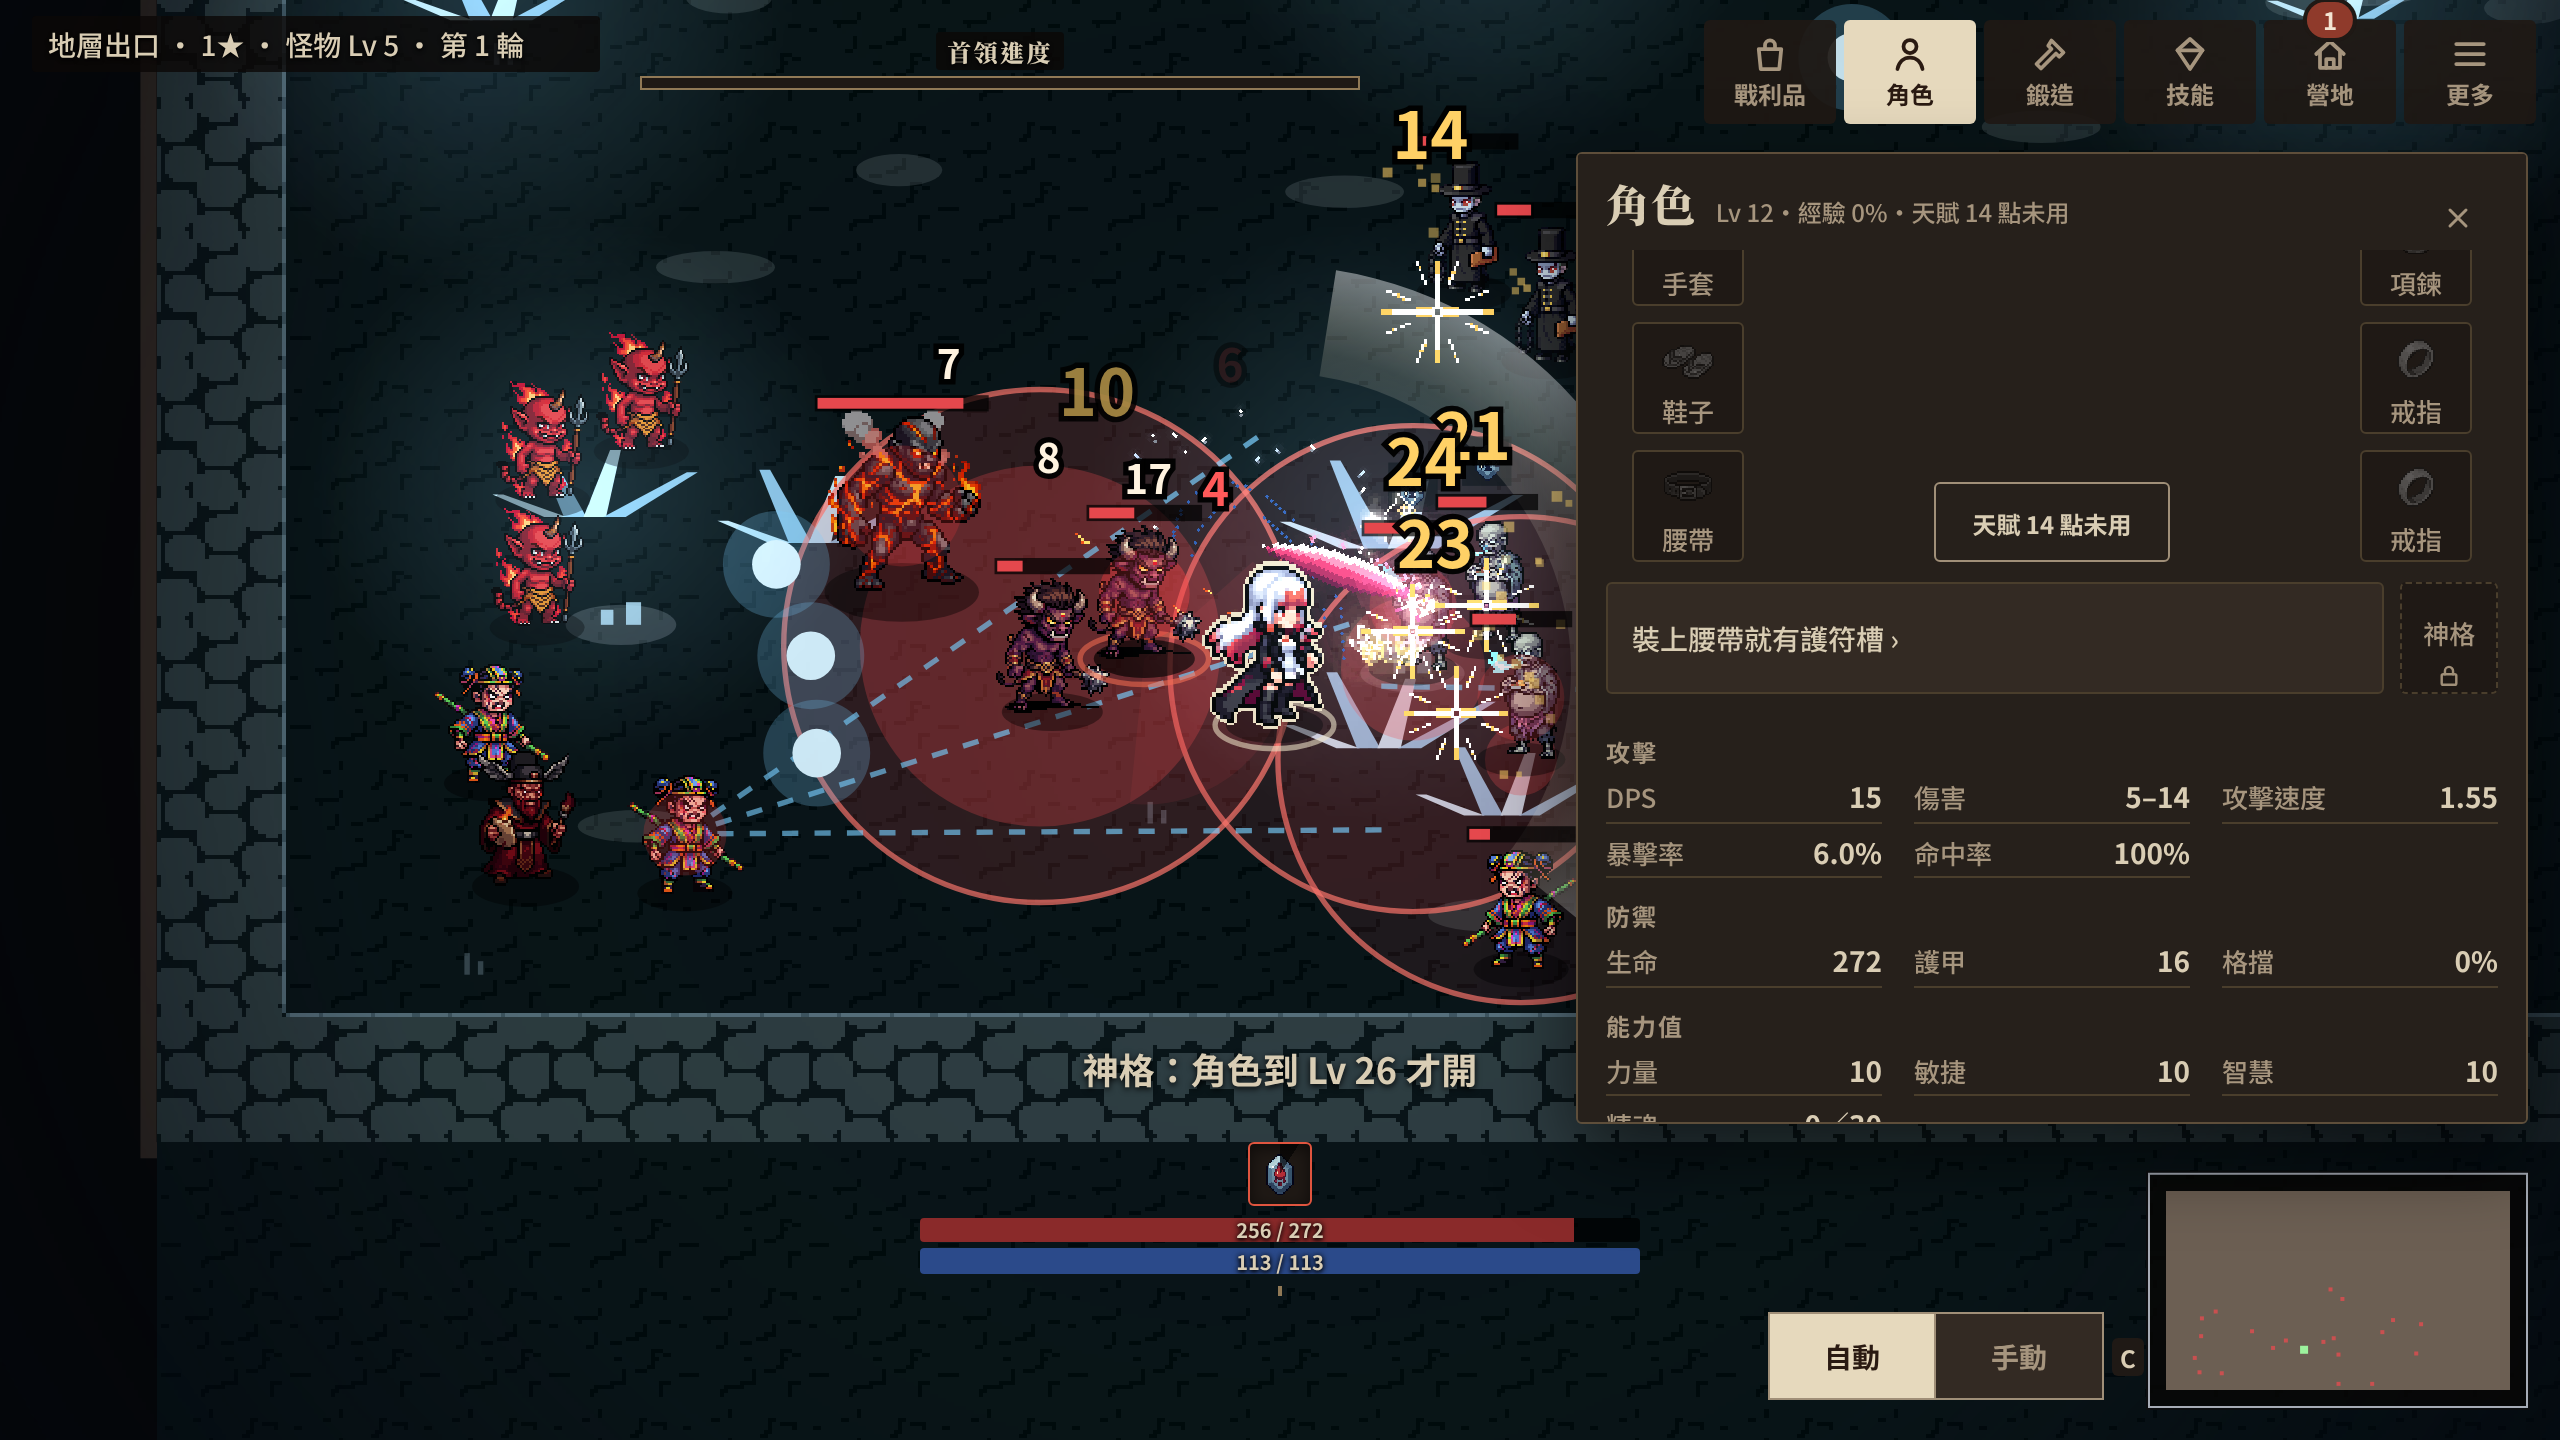 地層出口 · 1★ · 怪物 Lv 5 · 第 1 輪
首領進度
戰利品
角色
鍛造
技能
1
營地
更多
14
7
10
6
8
17
4
21
24
23
角色
Lv 12 · 經驗 0% · 天賦 14 點未用
手套
項鍊
鞋子
戒指
腰帶
天賦 14 點未用
戒指
裝上腰帶就有護符槽 ›
神格
攻擊
DPS 15
傷害 5–14
攻擊速度 1.55
暴擊率 6.0%
命中率 100%
防禦
生命 272
護甲 16
格擋 0%
能力值
力量 10
敏捷 10
智慧 10
神格：角色到 Lv 26 才開
256 / 272
113 / 113
自動
手動
C